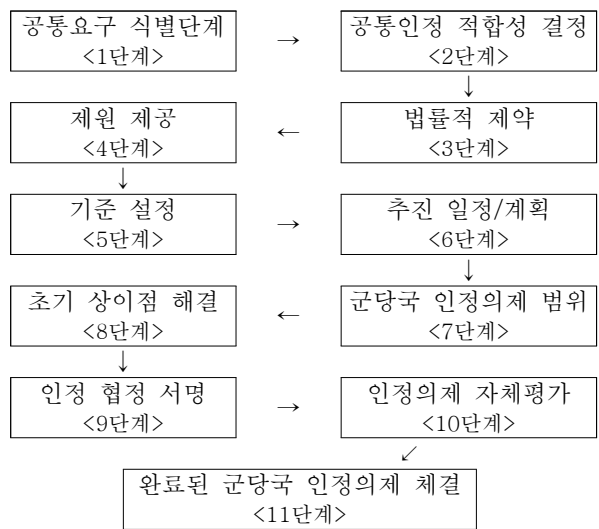 공통요구 식별단계
<1단계>
→
공통인정 적합성 결정
<2단계>
↓
법률적 제약
<3단계>
←
제원 제공
<4단계>
↓
기준 설정
<5단계>
→
추진 일정/계획
<6단계>
↓
군당국 인정의제 범위
<7단계>
←
초기 상이점 해결
<8단계>
↓
인정 협정 서명
<9단계>
→
인정의제 자체평가
<10단계>
↙
완료된 군당국 인정의제 체결
<11단계>